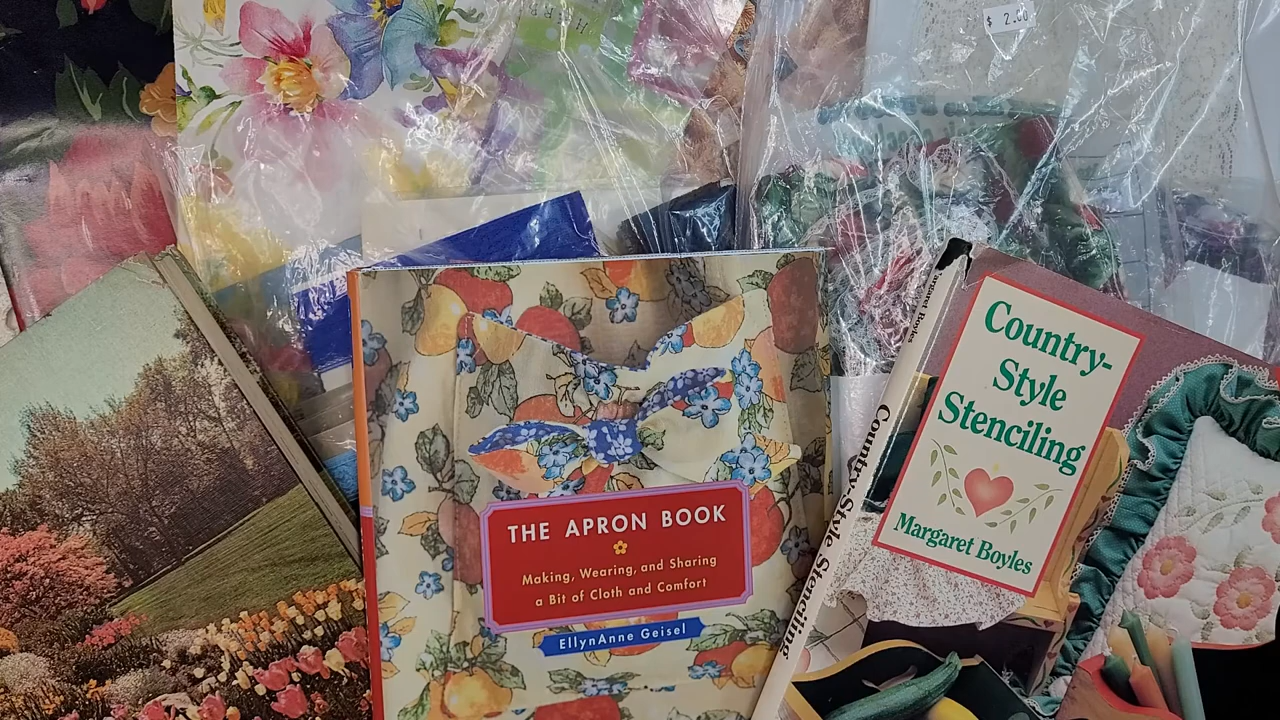 $ 2.00
THE APRON BOOK
Making, Wearing, and Sharing
a Bit of Cloth and Comfort
EllynAnne Geisel
Margaret Boyles
Country-Style Stenciling
Country-
Style
Stenciling
Margaret Boyles